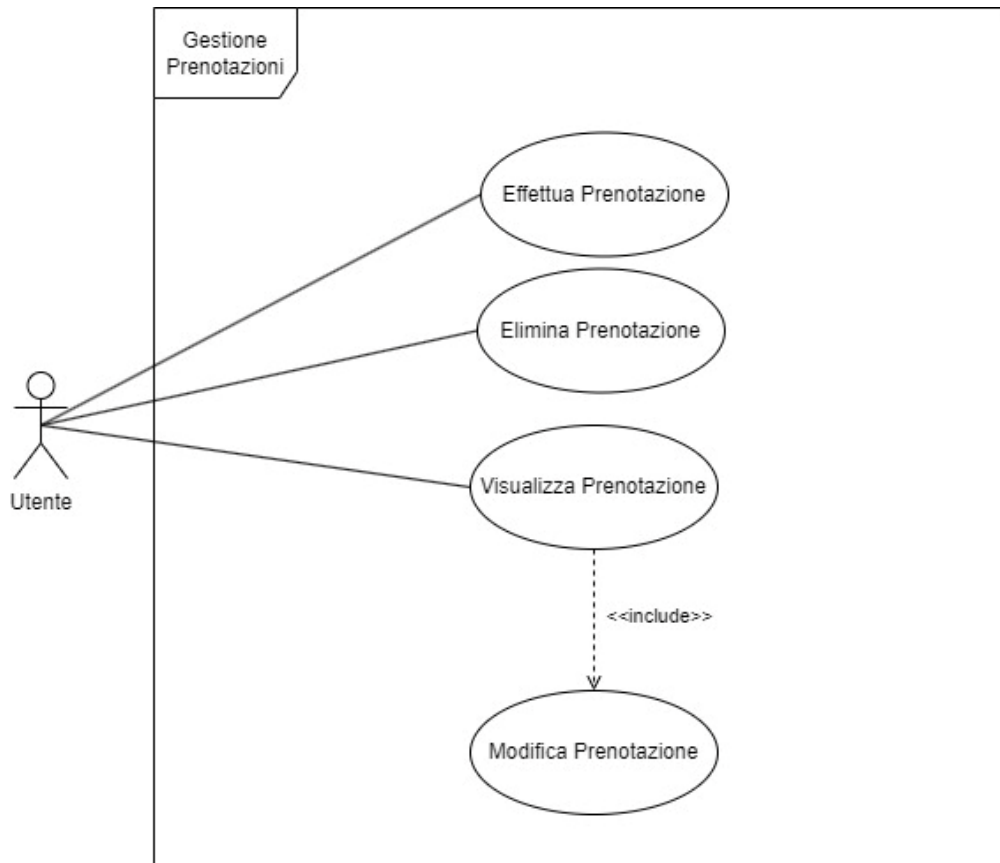 Gestione
Prenotazioni
Effettua Prenotazione
Elimina Prenotazione
Utente
Visualizza Prenotazione
<<include>>
Modifica Prenotazione